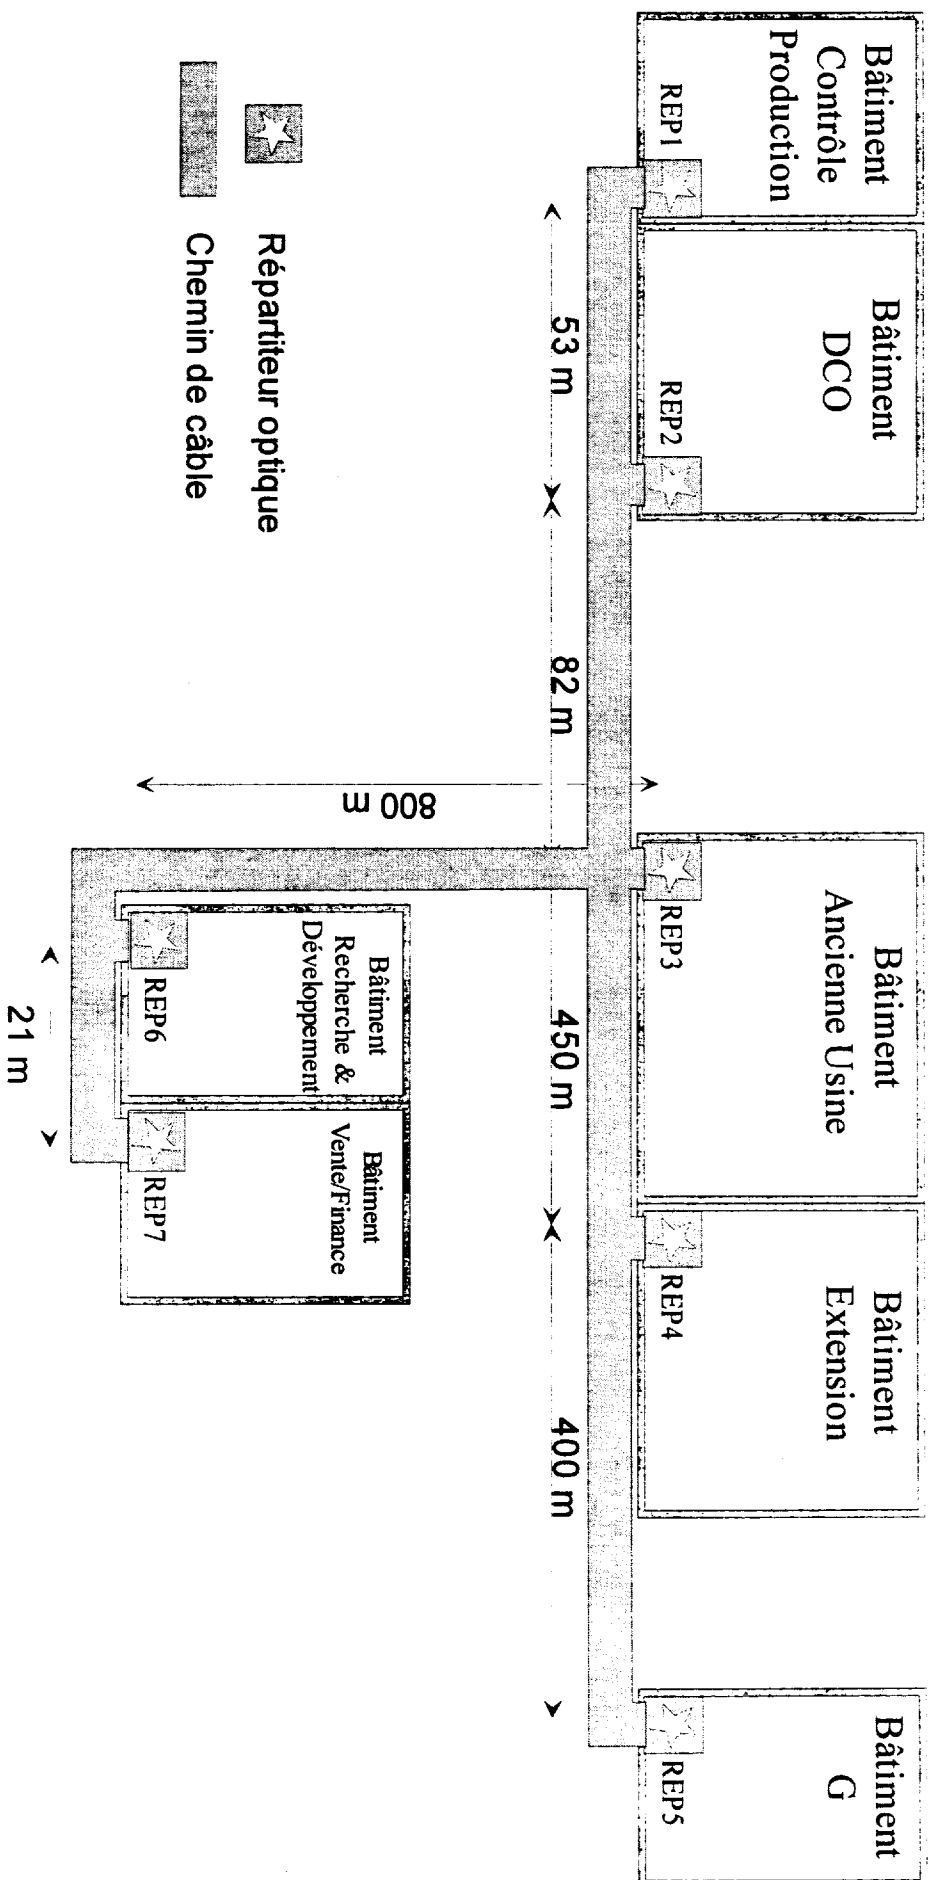 Bâtiment
Contrôle
Production
REP1
Bâtiment
DCO
REP2
Bâtiment
Ancienne Usine
REP3
Bâtiment
Extension
REP4
Bâtiment
G
REP5
53 m
82 m
450 m
400 m
800 m
Bâtiment
Recherche &
Développement
REP6
Bâtiment
Vente/Finance
REP7
21 m
Répartiteur optique
Chemin de câble